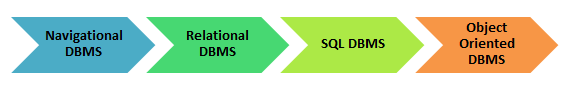 Navigational
DBMS
Relational
DBMS
SQL DBMS
Object
Oriented
DBMS